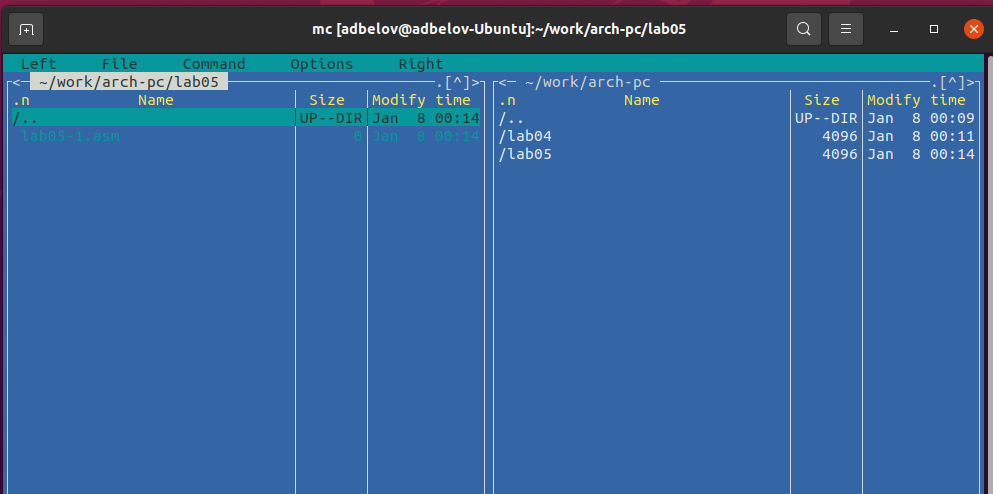 mc [adbelov@adbelov-Ubuntu]:~/work/arch-pc/lab05
Left File Command Options Right
<─ ~/work/arch-pc/lab05 ─.[^]>
.n Name Size Modify time
/.. UP--DIR Jan 8 00:14
lab05-1.asm 0 Jan 8 00:14
<─ ~/work/arch-pc ─.[^]>
.n Name Size Modify time
/.. UP--DIR Jan 8 00:09
/lab04 4096 Jan 8 00:11
/lab05 4096 Jan 8 00:14